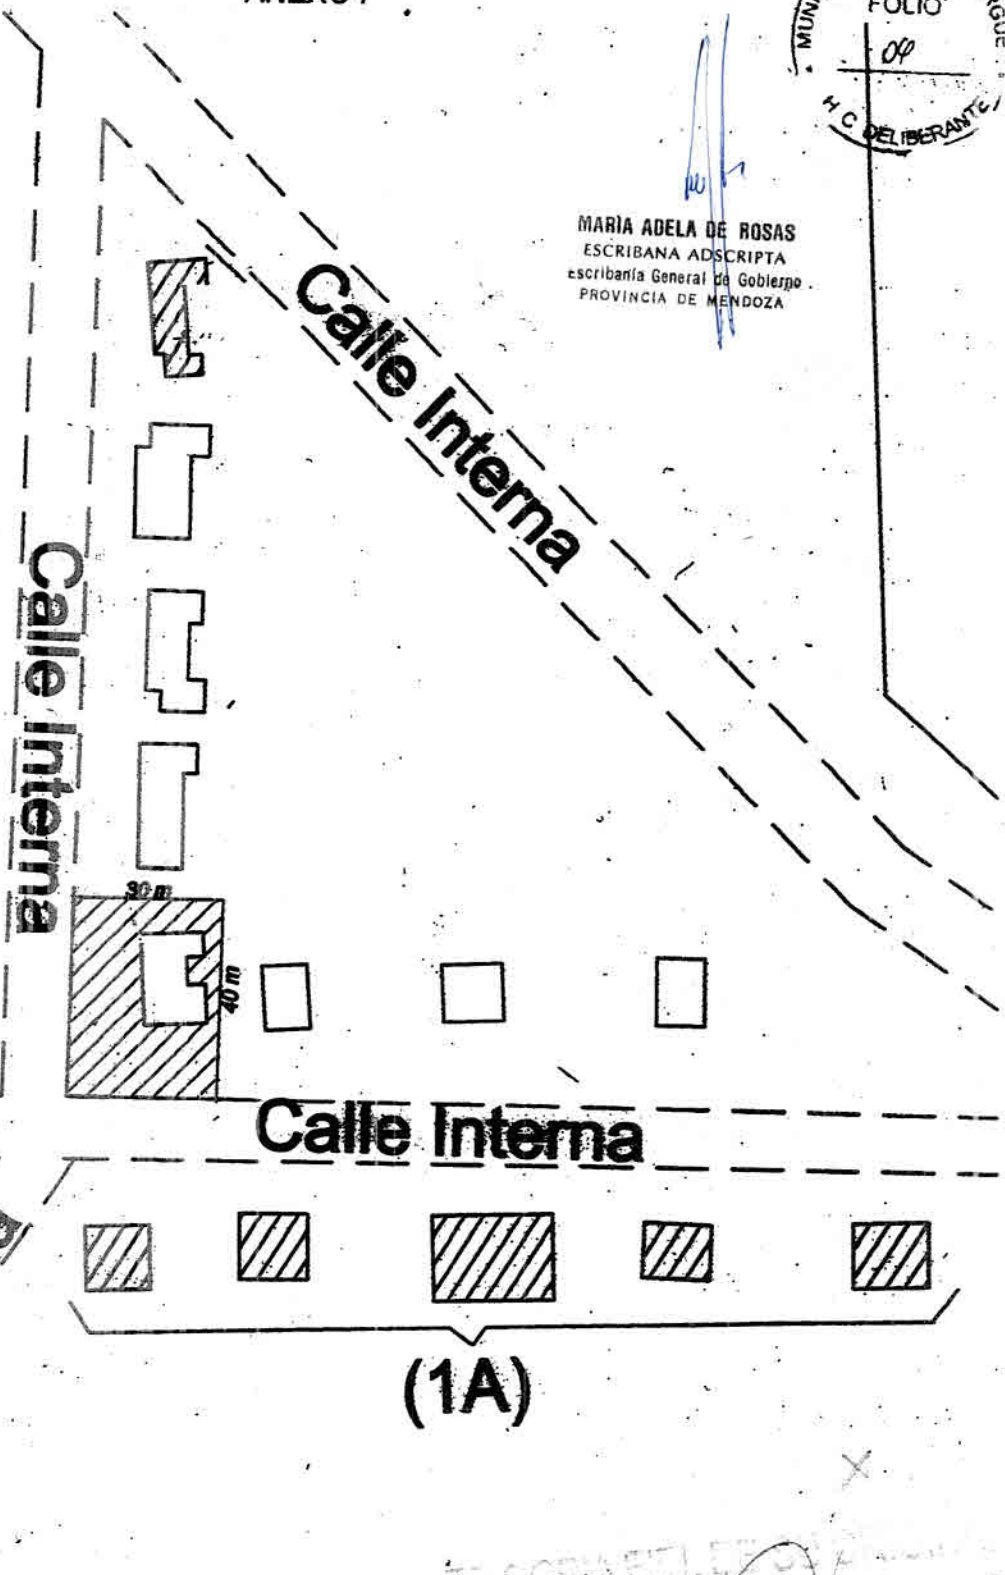 FOLIO
04
H C DELIBERANTE
MARIA ADELA DE ROSAS
ESCRIBANA ADSCRIPTA
Escribanía General de Gobierno
PROVINCIA DE MENDOZA
Calle Interna
Calle Interna
30 m
40 m
Calle Interna
(1A)